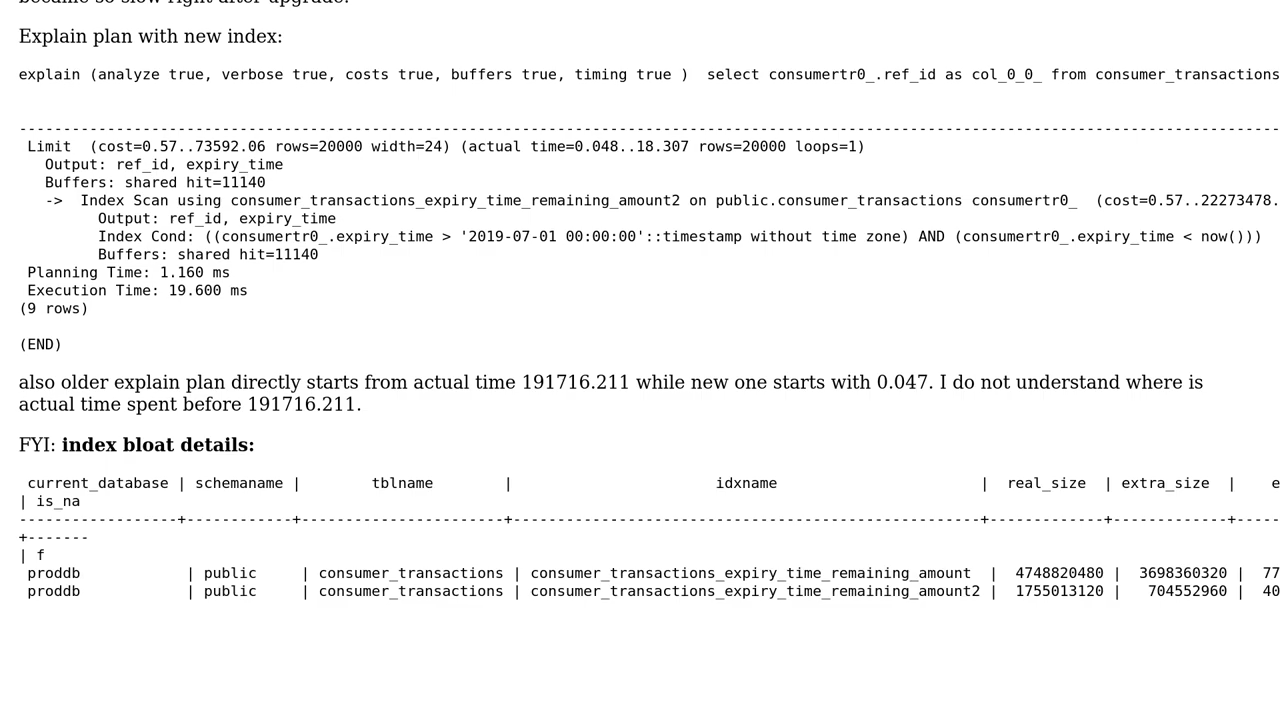 became so slow right after upgrade.
Explain plan with new index:
explain (analyze true, verbose true, costs true, buffers true, timing true )  select consumertr0_.ref_id as col_0_0_ from consumer_transactions
--------------------------------------------------------------------------------------------------------------------------------------------------
 Limit  (cost=0.57..73592.06 rows=20000 width=24) (actual time=0.048..18.307 rows=20000 loops=1)
   Output: ref_id, expiry_time
   Buffers: shared hit=11140
   ->  Index Scan using consumer_transactions_expiry_time_remaining_amount2 on public.consumer_transactions consumertr0_  (cost=0.57..22273478.
         Output: ref_id, expiry_time
         Index Cond: ((consumertr0_.expiry_time > '2019-07-01 00:00:00'::timestamp without time zone) AND (consumertr0_.expiry_time < now()))
         Buffers: shared hit=11140
 Planning Time: 1.160 ms
 Execution Time: 19.600 ms
(9 rows)
(END)
also older explain plan directly starts from actual time 191716.211 while new one starts with 0.047. I do not understand where is
actual time spent before 191716.211.
FYI: index bloat details:
 current_database | schemaname |        tblname        |                       idxname                       |  real_size  | extra_size  |    e
| is_na
------------------+------------+-----------------------+-----------------------------------------------------+-------------+-------------+-----
+-------
| f
 proddb            | public     | consumer_transactions | consumer_transactions_expiry_time_remaining_amount  |  4748820480 |  3698360320 |  77
 proddb            | public     | consumer_transactions | consumer_transactions_expiry_time_remaining_amount2 |  1755013120 |   704552960 |  40